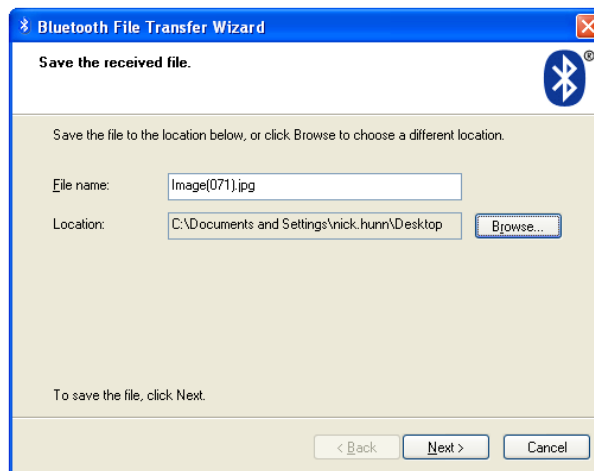 Bluetooth File Transfer Wizard
Save the received file.
®
Save the file to the location below, or click Browse to choose a different location.
File name: Image(071).jpg
Location: C:\Documents and Settings\nick.hunn\Desktop Browse...
To save the file, click Next.
< Back Next > Cancel